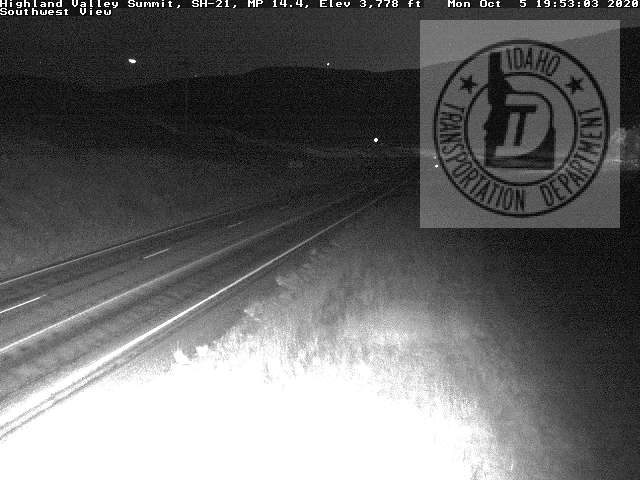 Highland Valley Summit, SH-21, MP 14.4, Elev 3,778 ft Mon Oct 5 19:53:03 2020
Southwest View
IDAHO
TRANSPORTATION DEPARTMENT